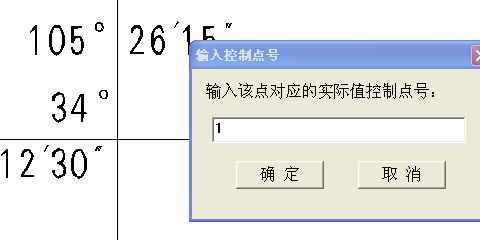 105° 26′15″
34°
12′30″
输入控制点号
输入该点对应的实际值控制点号：
1
确 定 取 消